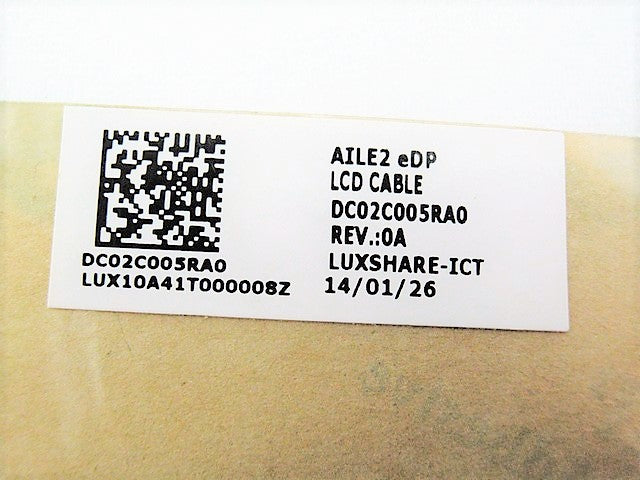 DC02C005RA0
LUX10A41T000008Z
AILE2 eDP
LCD CABLE
DC02C005RA0
REV.:0A
LUXSHARE-ICT
14/01/26